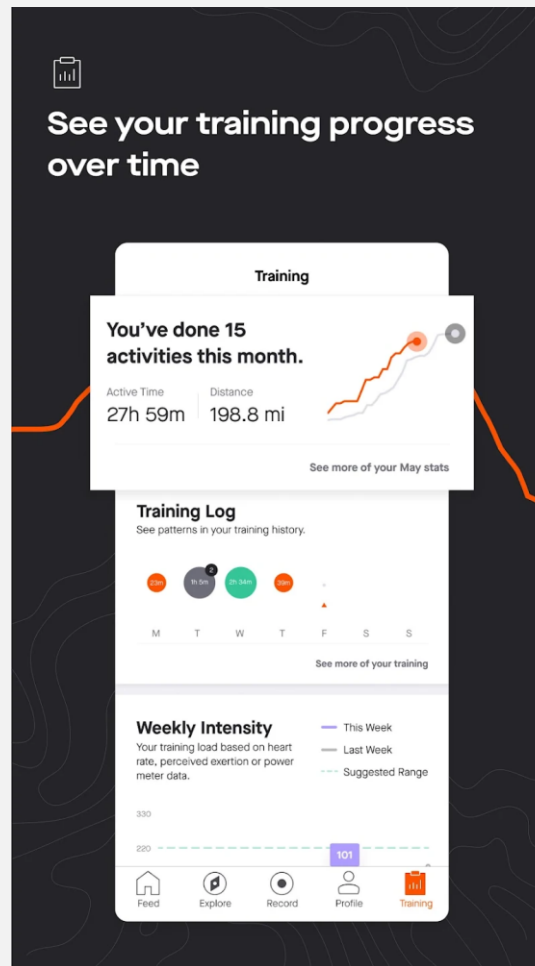 See your training progress
over time
Training
You've done 15
activities this month.
Active Time
Distance
27h 59m
198.8 mi
See more of your May stats
Training Log
See patterns in your training history.
23m
1h 5m
2
2h 34m
39m
M T W T F S S
See more of your training
Weekly Intensity
Your training load based on heart
rate, perceived exertion or power
meter data.
This Week
Last Week
Suggested Range
330
220
101
Feed Explore Record Profile Training